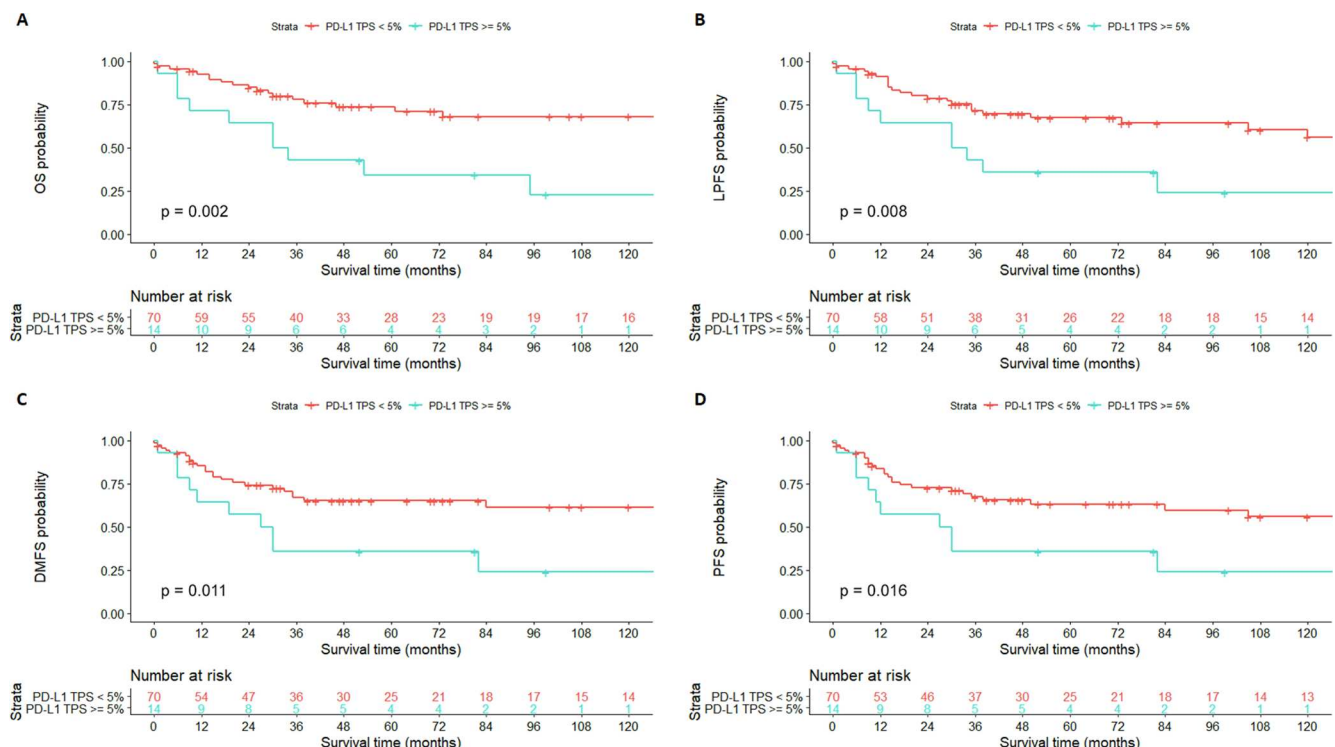 A
Strata PD-L1 TPS < 5% PD-L1 TPS >= 5%
1.00
0.75
0.50
0.25
0.00
OS probability
p = 0.002
0 12 24 36 48 60 72 84 96 108 120
Survival time (months)
Number at risk
Strata
PD-L1 TPS < 5% 70 59 55 40 33 28 23 19 19 17 16
PD-L1 TPS >= 5% 14 10 9 6 6 4 4 3 2 1 1
0 12 24 36 48 60 72 84 96 108 120
Survival time (months)
B
Strata PD-L1 TPS < 5% PD-L1 TPS >= 5%
1.00
0.75
0.50
0.25
0.00
LPFS probability
p = 0.008
0 12 24 36 48 60 72 84 96 108 120
Survival time (months)
Number at risk
Strata
PD-L1 TPS < 5% 70 58 51 38 31 26 22 18 18 15 14
PD-L1 TPS >= 5% 14 10 9 6 5 4 4 2 2 1 1
0 12 24 36 48 60 72 84 96 108 120
Survival time (months)
C
Strata PD-L1 TPS < 5% PD-L1 TPS >= 5%
1.00
0.75
0.50
0.25
0.00
DMFS probability
p = 0.011
0 12 24 36 48 60 72 84 96 108 120
Survival time (months)
Number at risk
Strata
PD-L1 TPS < 5% 70 54 47 36 30 25 21 18 17 15 14
PD-L1 TPS >= 5% 14 9 8 5 5 4 4 2 2 1 1
0 12 24 36 48 60 72 84 96 108 120
Survival time (months)
D
Strata PD-L1 TPS < 5% PD-L1 TPS >= 5%
1.00
0.75
0.50
0.25
0.00
PFS probability
p = 0.016
0 12 24 36 48 60 72 84 96 108 120
Survival time (months)
Number at risk
Strata
PD-L1 TPS < 5% 70 53 46 37 30 25 21 18 17 14 13
PD-L1 TPS >= 5% 14 9 8 5 5 4 4 2 2 1 1
0 12 24 36 48 60 72 84 96 108 120
Survival time (months)